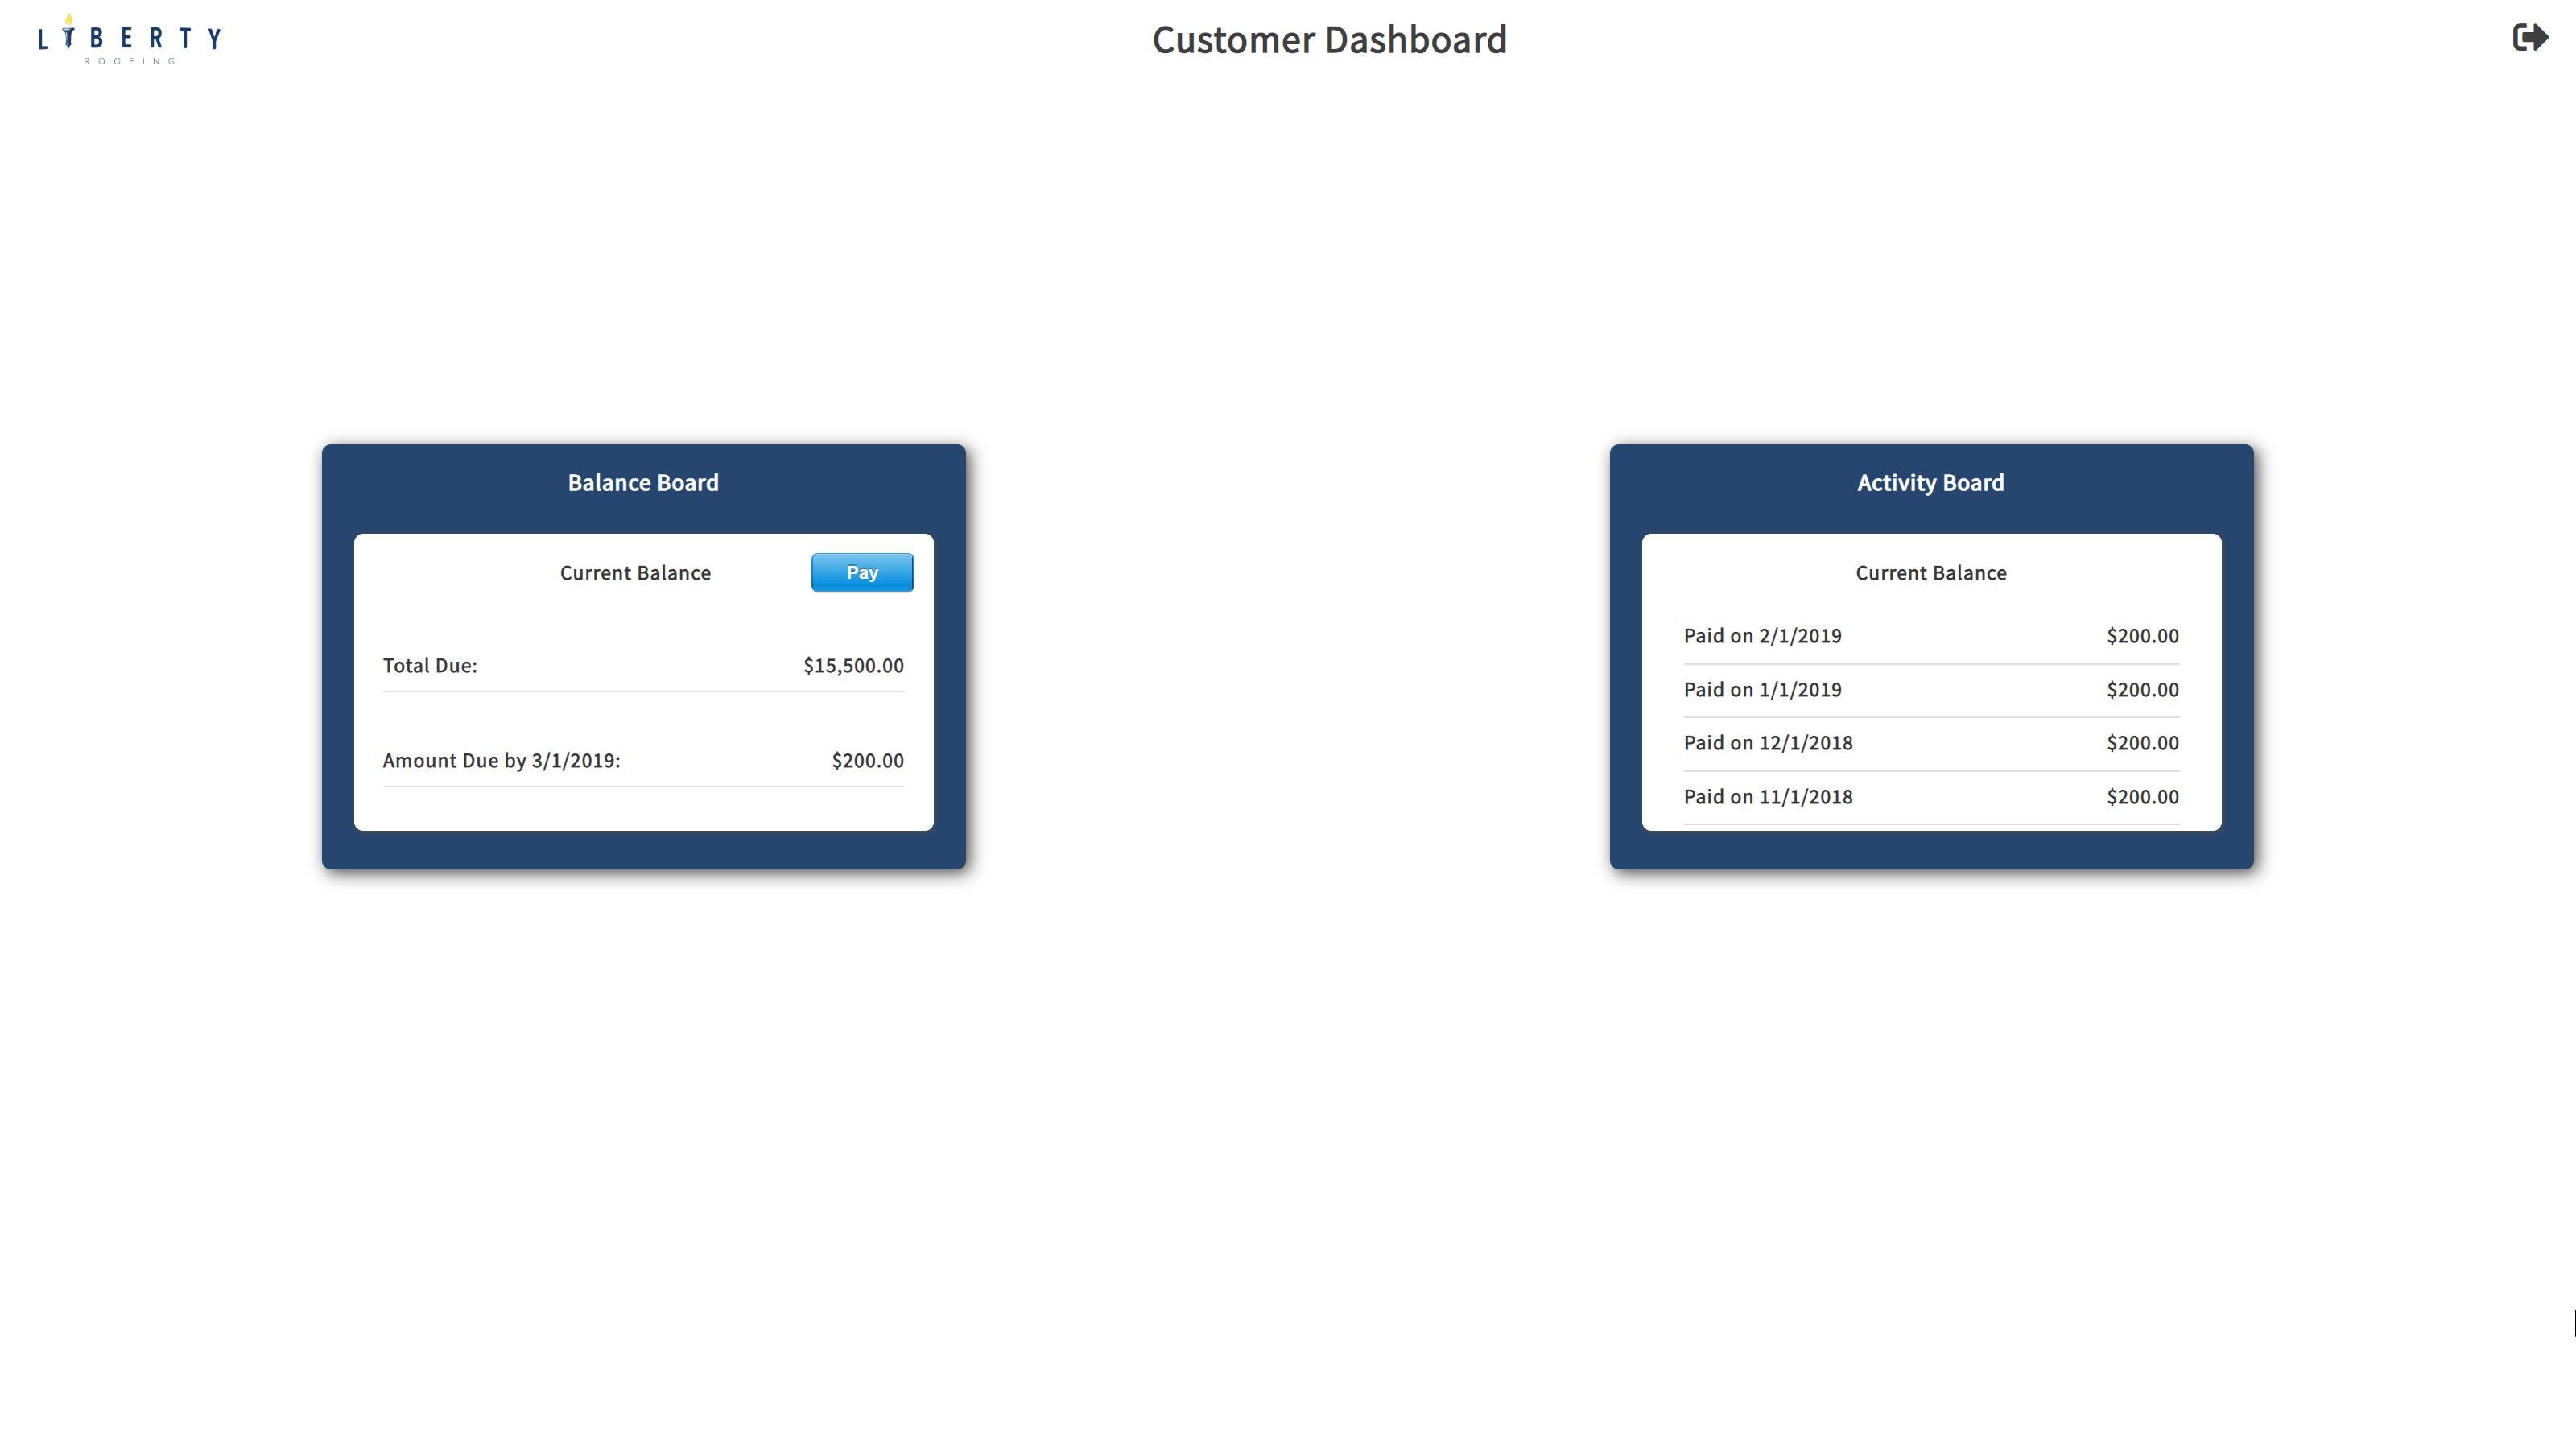 LIBERTY
ROOFING
Customer Dashboard
Balance Board
Current Balance
Pay
Total Due: $15,500.00
Amount Due by 3/1/2019: $200.00
Activity Board
Current Balance
Paid on 2/1/2019 $200.00
Paid on 1/1/2019 $200.00
Paid on 12/1/2018 $200.00
Paid on 11/1/2018 $200.00